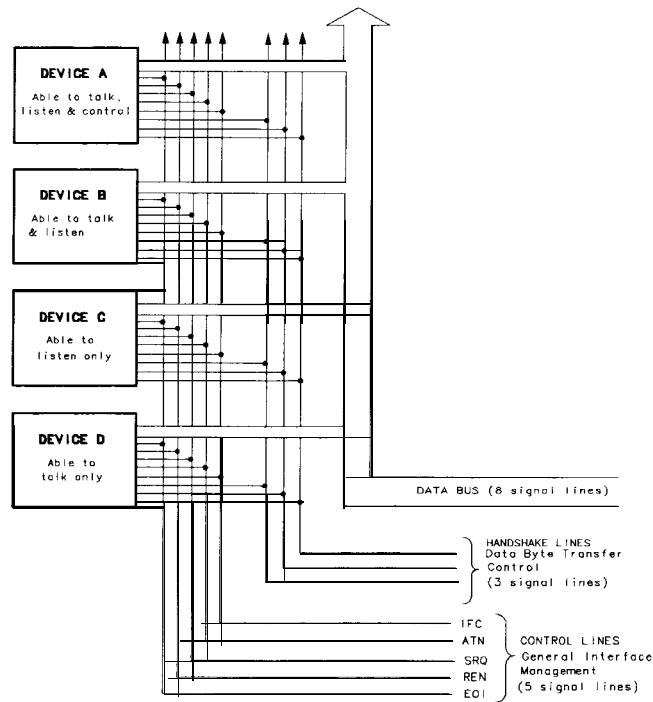 DEVICE A
Able to talk,
listen & control
DEVICE B
Able to talk
& listen
DEVICE C
Able to
listen only
DEVICE D
Able to
talk only
DATA BUS (8 signal lines)
HANDSHAKE LINES
Data Byte Transfer
Control
(3 signal lines)
IFC
ATN
SRQ
REN
EOI
CONTROL LINES
General Interface
Management
(5 signal lines)